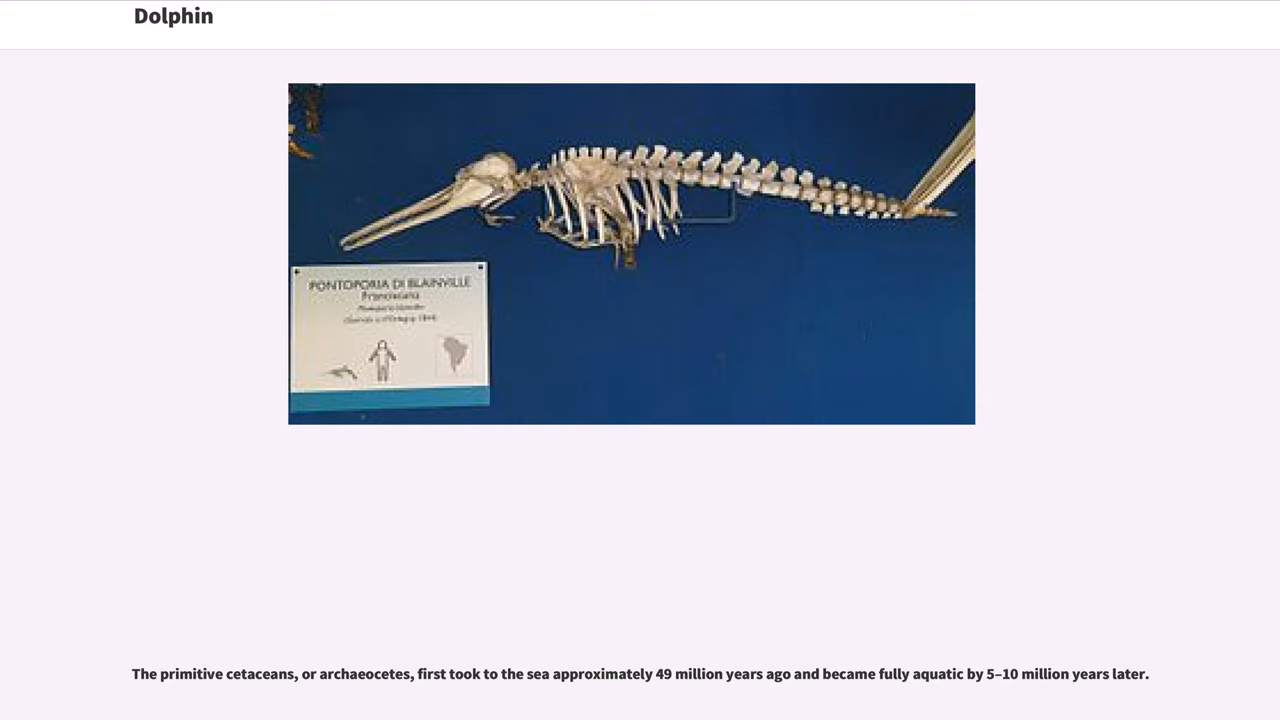 Dolphin
PONTOPORIA DI BLAINVILLE
Franciscana
The primitive cetaceans, or archaeocetes, first took to the sea approximately 49 million years ago and became fully aquatic by 5–10 million years later.